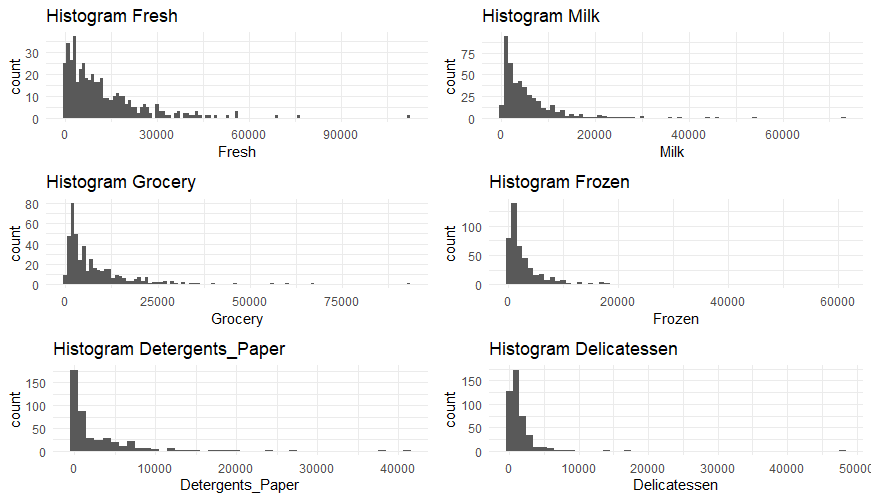 Histogram Fresh
count
30
20
10
0
0 30000 60000 90000
Fresh
Histogram Milk
count
75
50
25
0
0 20000 40000 60000
Milk
Histogram Grocery
count
80
60
40
20
0
0 25000 50000 75000
Grocery
Histogram Frozen
count
100
50
0
0 20000 40000 60000
Frozen
Histogram Detergents_Paper
count
150
100
50
0
0 10000 20000 30000 40000
Detergents_Paper
Histogram Delicatessen
count
150
100
50
0
0 10000 20000 30000 40000 50000
Delicatessen